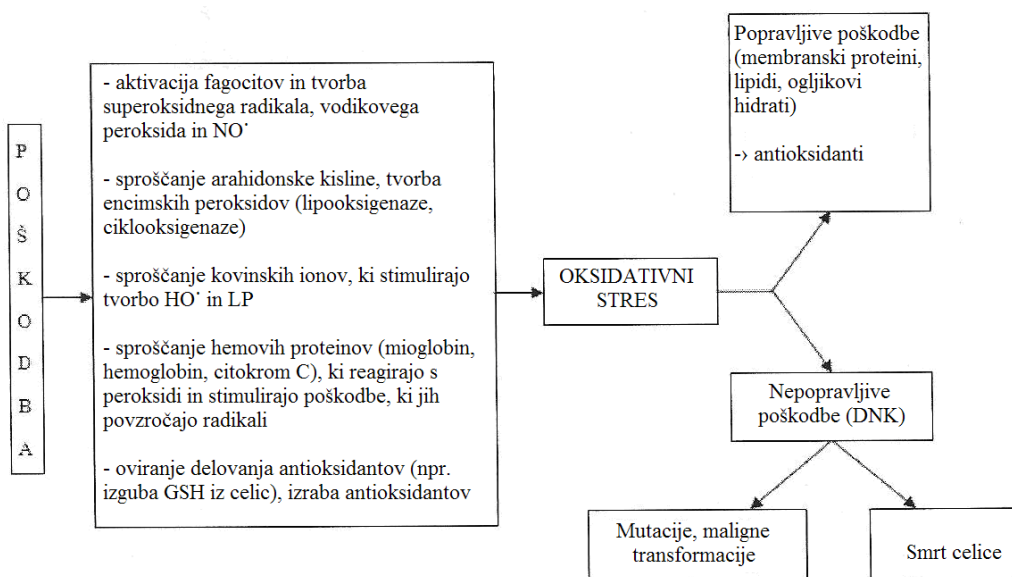 POŠKODBA
- aktivacija fagocitov in tvorba
superoksidnega radikala, vodikovega
peroksida in NO˙
- sproščanje arahidonske kisline, tvorba
encimskih peroksidov (lipooksigenaze,
ciklooksigenaze)
- sproščanje kovinskih ionov, ki stimulirajo
tvorbo HO˙ in LP
- sproščanje hemovih proteinov (mioglobin,
hemoglobin, citokrom C), ki reagirajo s
peroksidi in stimulirajo poškodbe, ki jih
povzročajo radikali
- oviranje delovanja antioksidantov (npr.
izguba GSH iz celic), izraba antioksidantov
OKSIDATIVNI
STRES
Popravljive poškodbe
(membranski proteini,
lipidi, ogljikovi
hidrati)
-> antioksidanti
Nepopravljive
poškodbe (DNK)
Mutacije, maligne
transformacije
Smrt celice